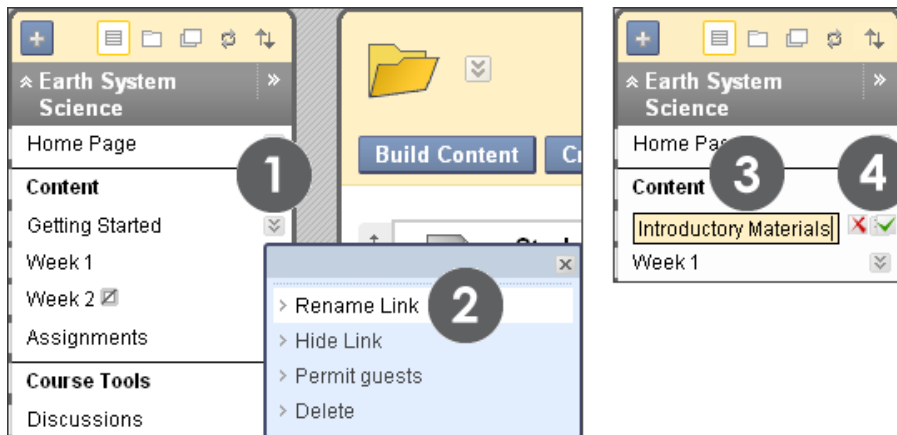 Earth System
Science
Home Page
1
Content
Getting Started
Week 1
Week 2
Assignments
Course Tools
Discussions
Build Content
2
Rename Link
Hide Link
Permit guests
Delete
Earth System
Science
Home
3
4
Content
Introductory Materials
Week 1